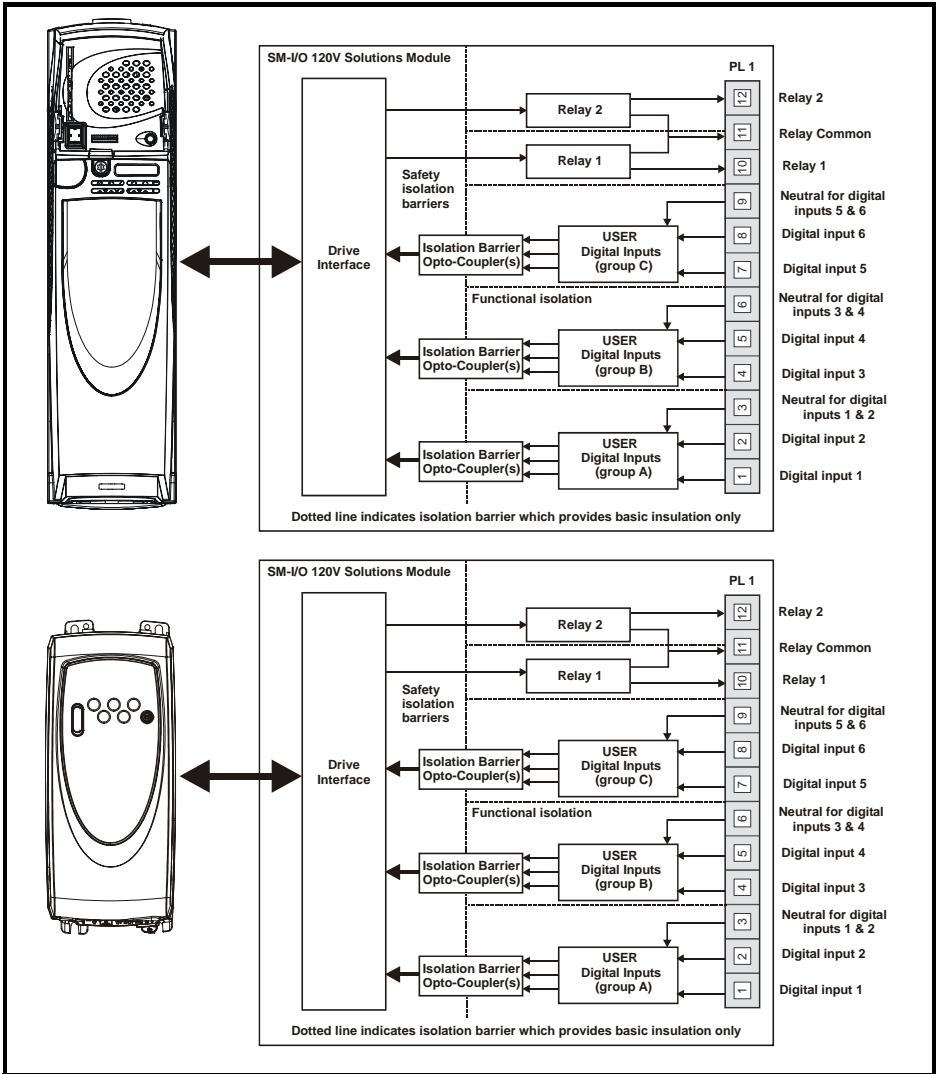 SM-I/O 120V Solutions Module
PL 1
Relay 2
12
Relay 2
11
Relay Common
Relay 1
10
Relay 1
Safety
isolation
barriers
9
Neutral for digital
inputs 5 & 6
Drive
Interface
Isolation Barrier
Opto-Coupler(s)
USER
Digital Inputs
(group C)
8
Digital input 6
7
Digital input 5
Functional isolation
6
Neutral for digital
inputs 3 & 4
Isolation Barrier
Opto-Coupler(s)
USER
Digital Inputs
(group B)
5
Digital input 4
4
Digital input 3
3
Neutral for digital
inputs 1 & 2
Isolation Barrier
Opto-Coupler(s)
USER
Digital Inputs
(group A)
2
Digital input 2
1
Digital input 1
Dotted line indicates isolation barrier which provides basic insulation only
SM-I/O 120V Solutions Module
PL 1
Relay 2
12
Relay 2
11
Relay Common
Relay 1
10
Relay 1
Safety
isolation
barriers
9
Neutral for digital
inputs 5 & 6
Drive
Interface
Isolation Barrier
Opto-Coupler(s)
USER
Digital Inputs
(group C)
8
Digital input 6
7
Digital input 5
Functional isolation
6
Neutral for digital
inputs 3 & 4
Isolation Barrier
Opto-Coupler(s)
USER
Digital Inputs
(group B)
5
Digital input 4
4
Digital input 3
3
Neutral for digital
inputs 1 & 2
Isolation Barrier
Opto-Coupler(s)
USER
Digital Inputs
(group A)
2
Digital input 2
1
Digital input 1
Dotted line indicates isolation barrier which provides basic insulation only